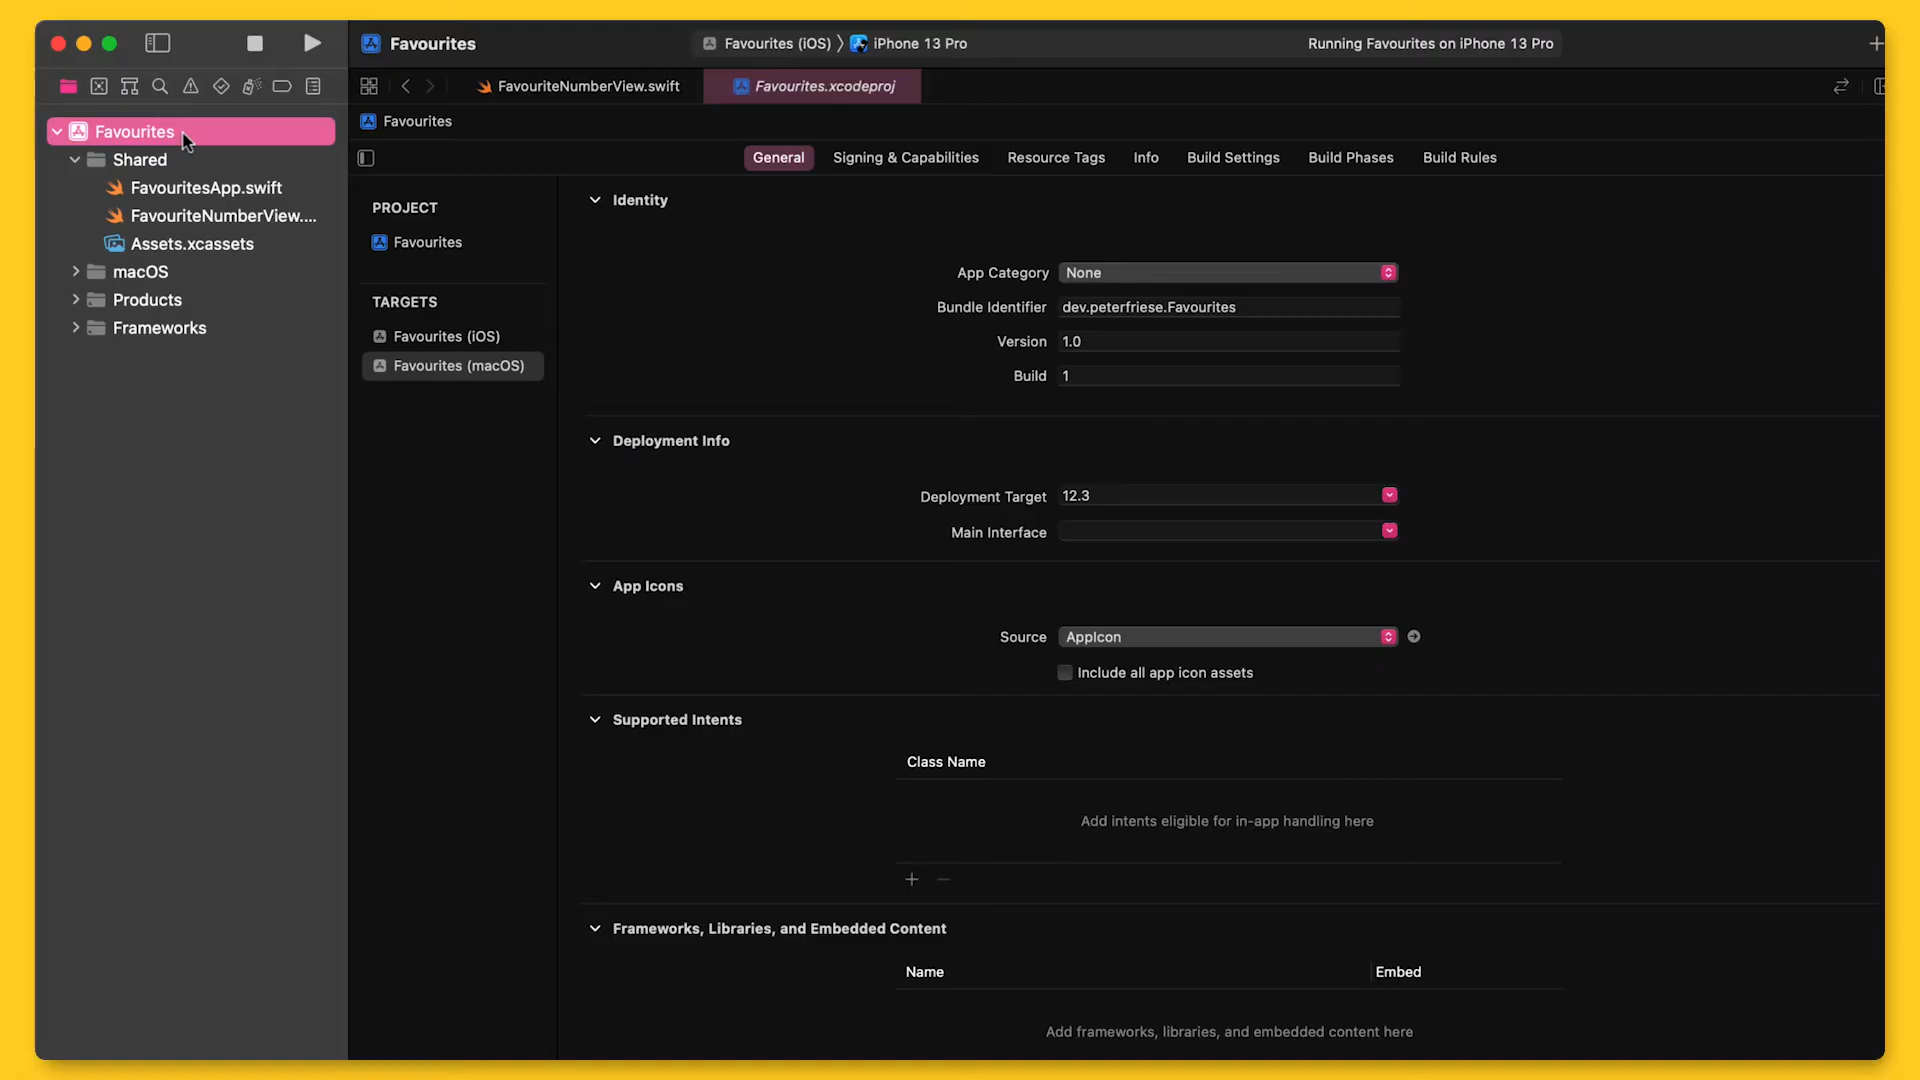 Favourites
Favourites (iOS) 〉 iPhone 13 Pro
Running Favourites on iPhone 13 Pro
FavouriteNumberView.swift
Favourites.xcodeproj
Favourites
Shared
FavouritesApp.swift
FavouriteNumberView....
Assets.xcassets
macOS
Products
Frameworks
Favourites
General
Signing & Capabilities
Resource Tags
Info
Build Settings
Build Phases
Build Rules
PROJECT
Favourites
TARGETS
Favourites (iOS)
Favourites (macOS)
Identity
App Category None
Bundle Identifier dev.peterfriese.Favourites
Version 1.0
Build 1
Deployment Info
Deployment Target 12.3
Main Interface
App Icons
Source AppIcon
Include all app icon assets
Supported Intents
Class Name
Add intents eligible for in-app handling here
Frameworks, Libraries, and Embedded Content
Name Embed
Add frameworks, libraries, and embedded content here